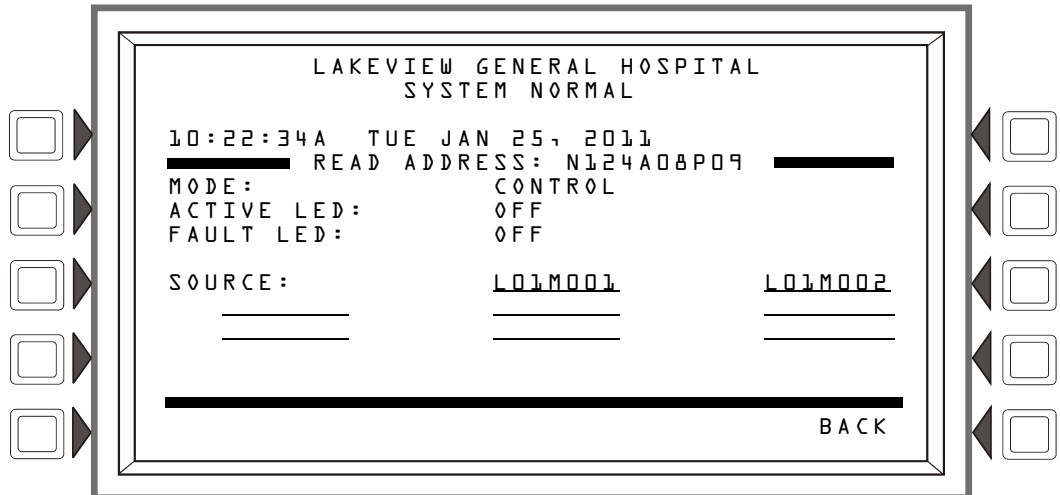 LAKEVIEW GENERAL HOSPITAL
SYSTEM NORMAL
10:22:34A TUE JAN 25, 2011
READ ADDRESS: N124A08P09
MODE: CONTROL
ACTIVE LED: OFF
FAULT LED: OFF
SOURCE: L01M001 L01M002
BACK